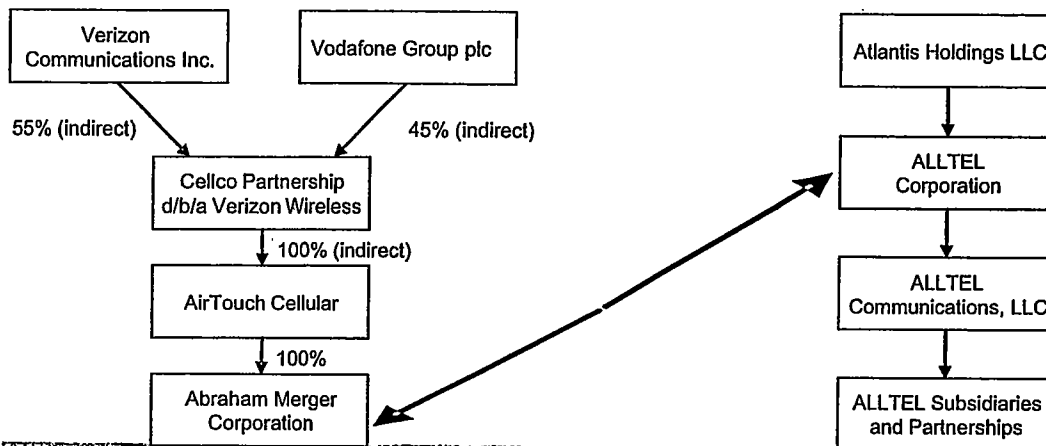 Verizon
Communications Inc.
Vodafone Group plc
Atlantis Holdings LLC
55% (indirect)
45% (indirect)
Cellco Partnership
d/b/a Verizon Wireless
ALLTEL
Corporation
100% (indirect)
AirTouch Cellular
ALLTEL
Communications, LLC
100%
Abraham Merger
Corporation
ALLTEL Subsidiaries
and Partnerships